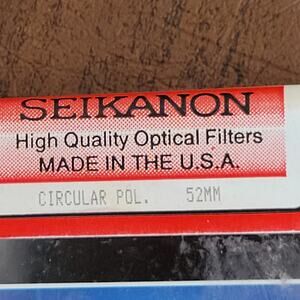 SEIKANON
High Quality Optical Filters
MADE IN THE U.S.A.
CIRCULAR POL. 52MM